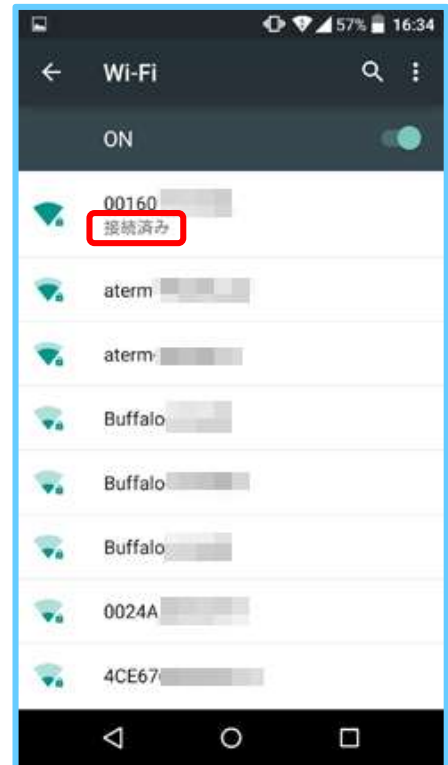 57% 16:34
Wi-Fi
ON
00160
接続済み
aterm
aterm
Buffalo
Buffalo
Buffalo
0024A
4CE67